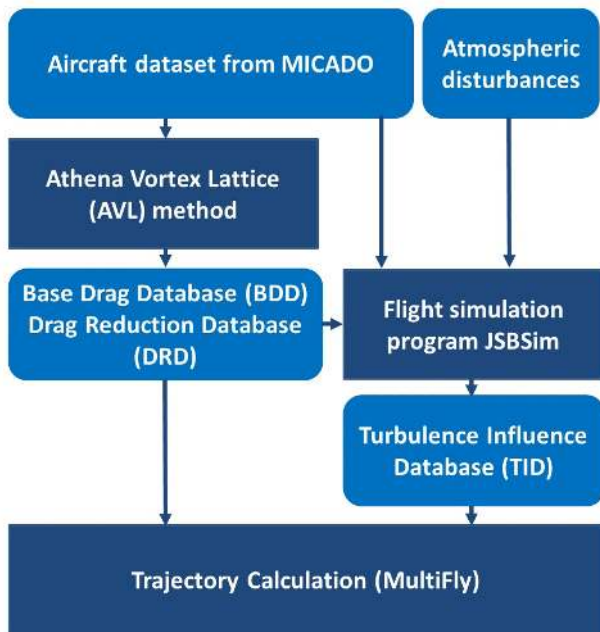 Aircraft dataset from MICADO
Atmospheric
disturbances
Athena Vortex Lattice
(AVL) method
Base Drag Database (BDD)
Drag Reduction Database
(DRD)
Flight simulation
program JSBSim
Turbulence Influence
Database (TID)
Trajectory Calculation (MultiFly)